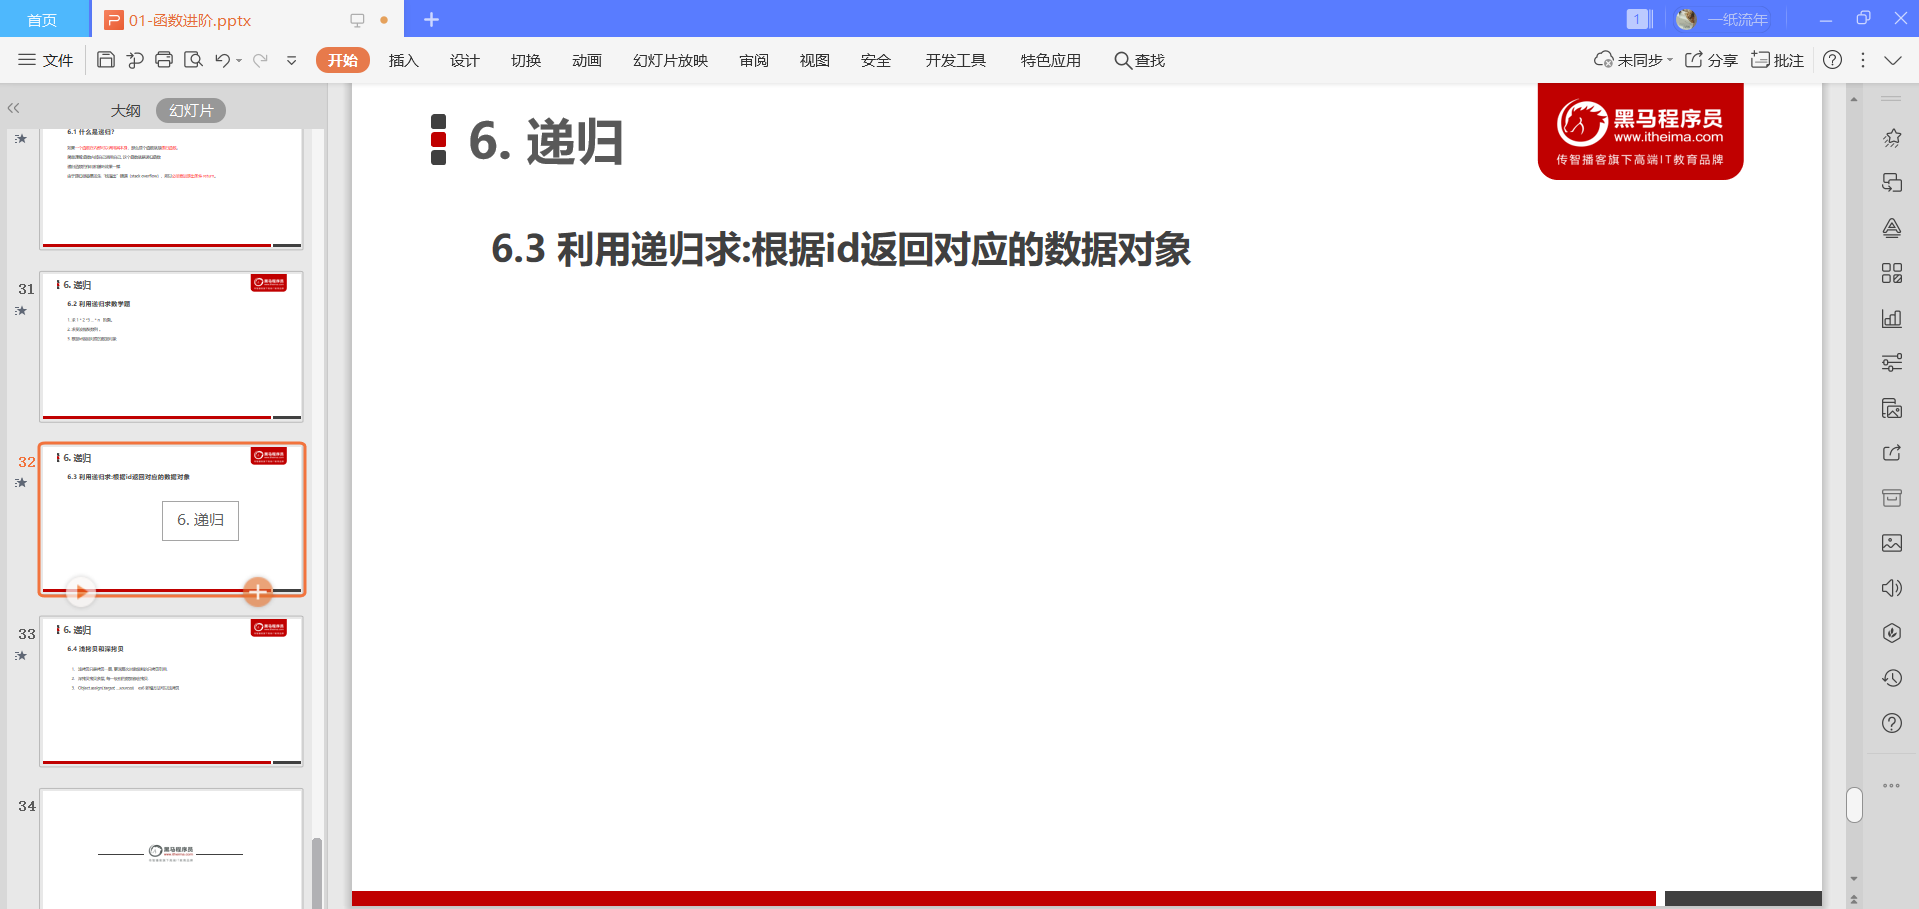 首页
01-函数进阶.pptx
1
一纸流年
文件
开始
插入
设计
切换
动画
幻灯片放映
审阅
视图
安全
开发工具
特色应用
查找
未同步
分享
批注
大纲
幻灯片
6.1 什么是递归?
31
6. 递归
6.2 利用递归求数学题
32
6. 递归
6.3 利用递归求:根据id返回对应的数据对象
6. 递归
33
6. 递归
6.4 浅拷贝和深拷贝
34
黑马程序员
6. 递归
黑马程序员
www.itheima.com
传智播客旗下高端IT教育品牌
6.3 利用递归求:根据id返回对应的数据对象